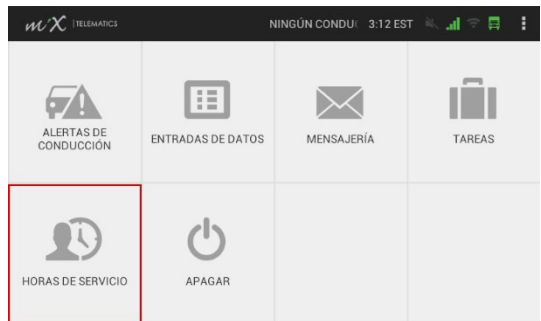 miX TELEMATICS
NINGÚN CONDU 3:12 EST
ALERTAS DE
CONDUCCIÓN
ENTRADAS DE DATOS
MENSAJERÍA
TAREAS
HORAS DE SERVICIO
APAGAR